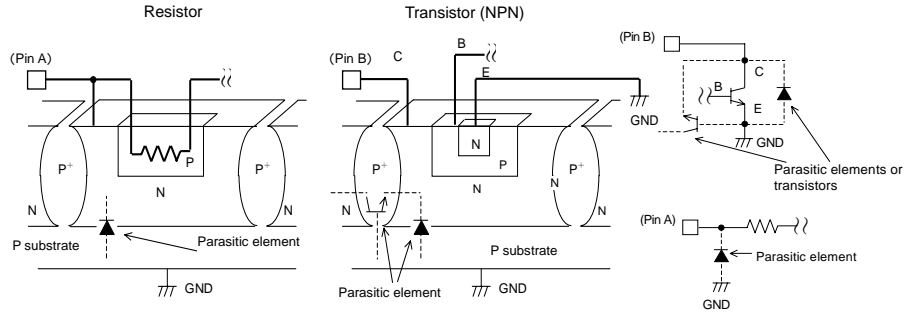 Resistor
(Pin A)
P
P+
P+
N
N
N
P substrate
Parasitic element
GND
Transistor (NPN)
(Pin B)
C
B
E
GND
N
P
P+
N
P+
N
N
N
P substrate
Parasitic element
GND
(Pin B)
C
B
E
GND
Parasitic elements or
transistors
(Pin A)
Parasitic element
GND